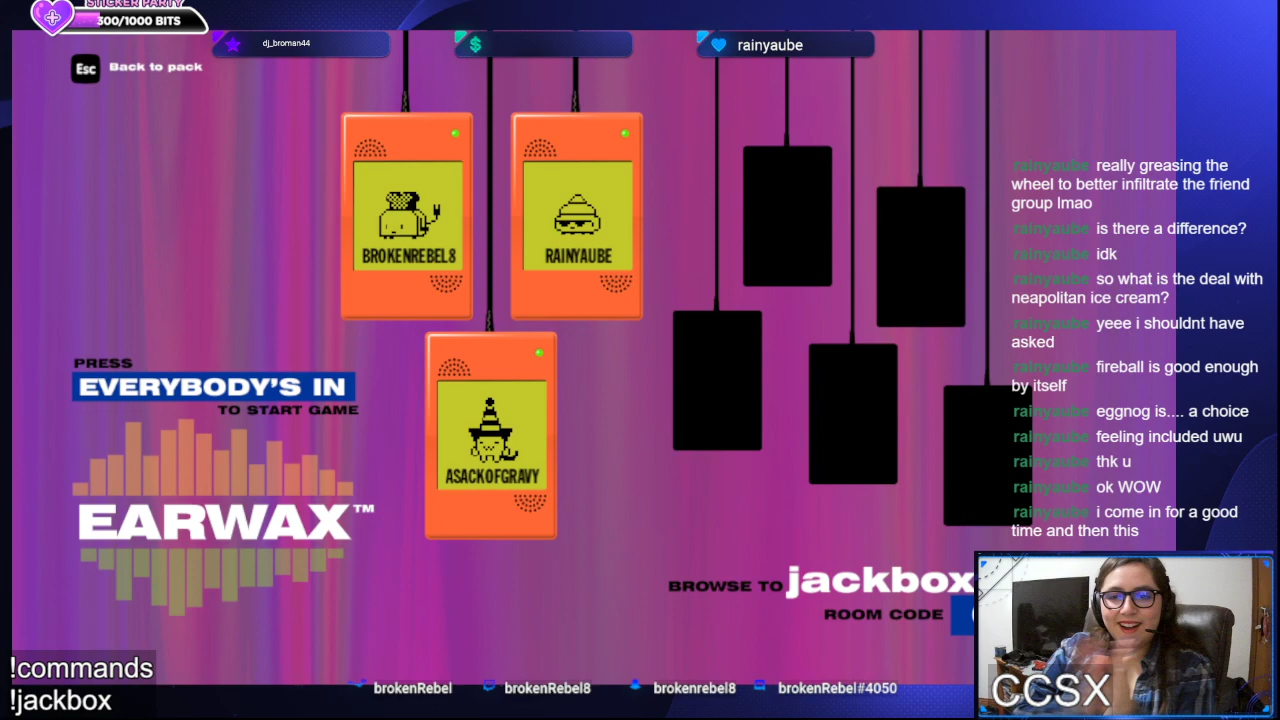 STICKER PARTY
300/1000 BITS
dj_broman44
rainyaube
Esc Back to pack
BROKENREBEL8
RAINYAUBE
ASACKOFGRAVY
PRESS
EVERYBODY'S IN
TO START GAME
EARWAX™
BROWSE TO jackbox
ROOM CODE
rainyaube really greasing the
wheel to better infiltrate the friend
group lmao
rainyaube is there a difference?
rainyaube idk
rainyaube so what is the deal with
neapolitan ice cream?
rainyaube yeee i shouldnt have
asked
rainyaube fireball is good enough
by itself
rainyaube eggnog is.... a choice
rainyaube feeling included uwu
rainyaube thk u
rainyaube ok WOW
rainyaube i come in for a good
time and then this
CCSX
!commands
!jackbox
brokenRebel brokenRebel8 brokenrebel8 brokenRebel#4050